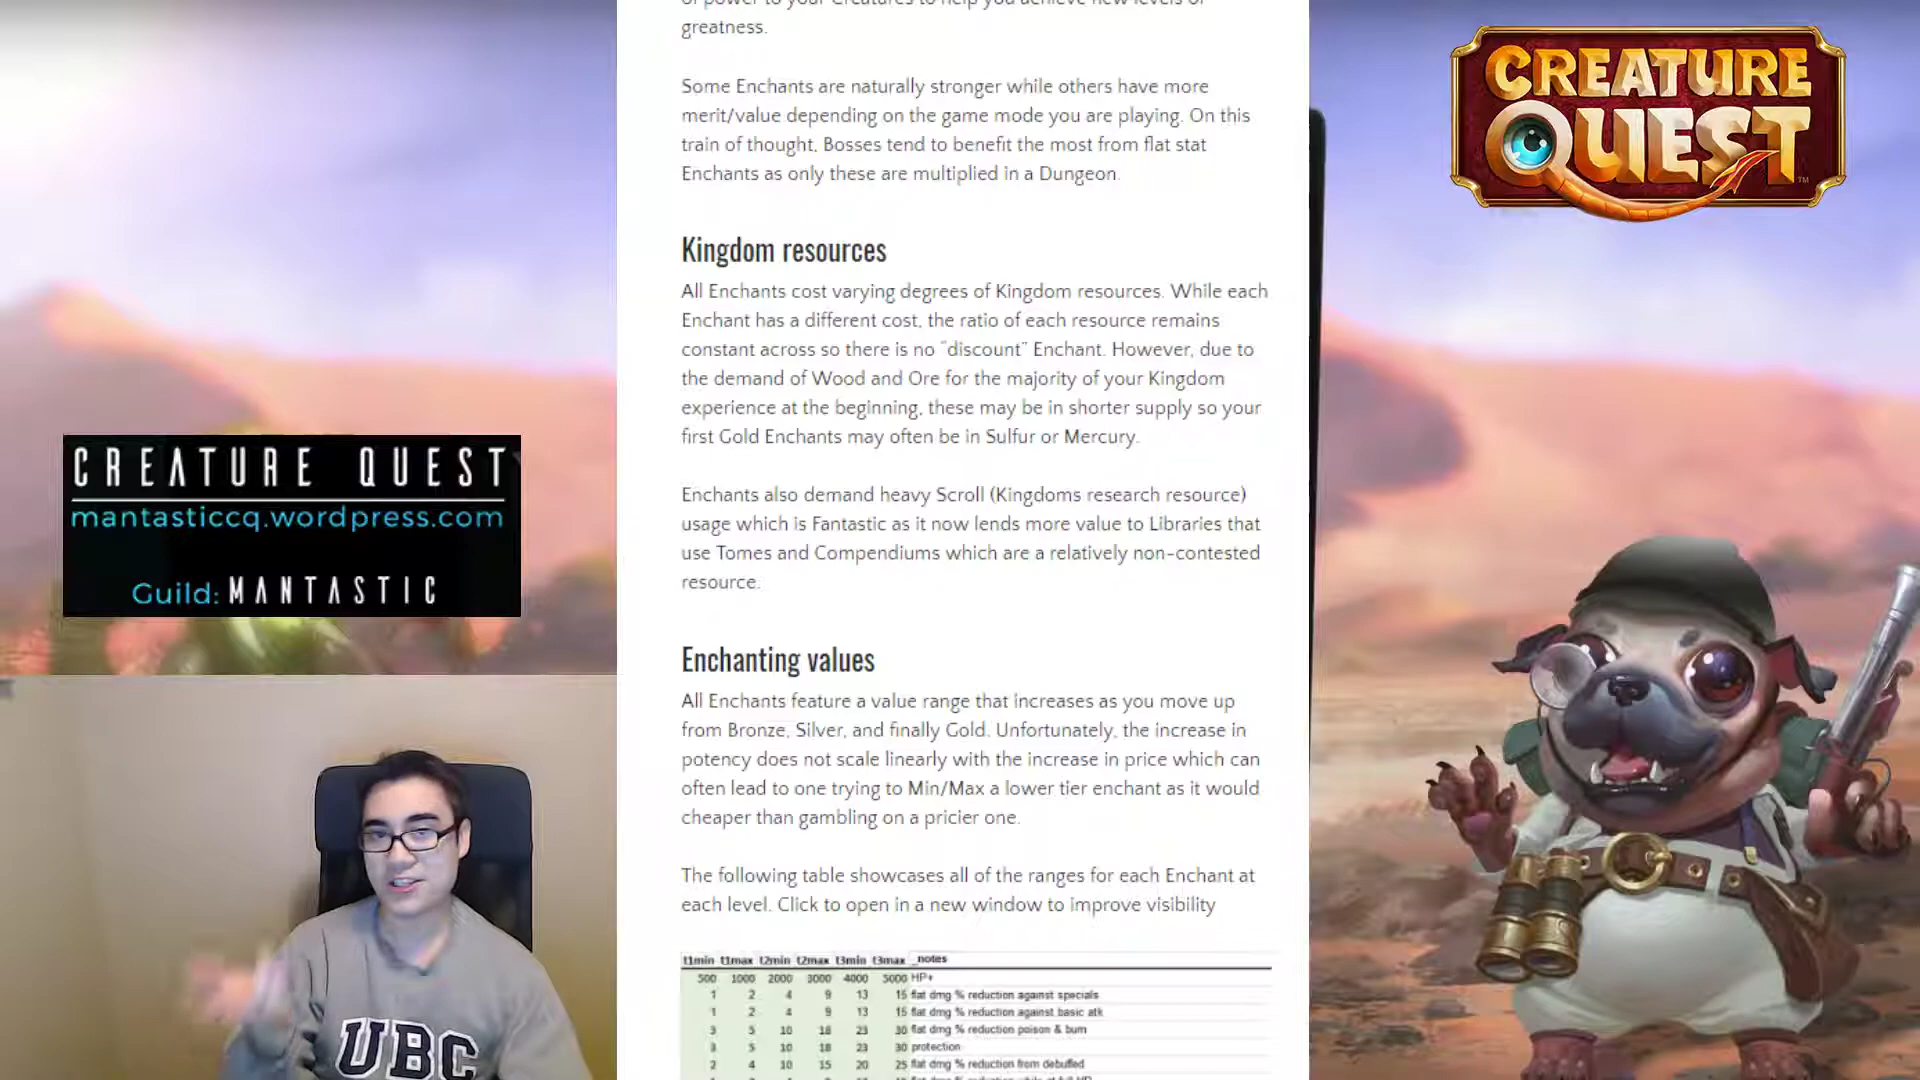 of power to your Creatures to help you achieve new levels of
greatness.
Some Enchants are naturally stronger while others have more
merit/value depending on the game mode you are playing. On this
train of thought, Bosses tend to benefit the most from flat stat
Enchants as only these are multiplied in a Dungeon.
Kingdom resources
All Enchants cost varying degrees of Kingdom resources. While each
Enchant has a different cost, the ratio of each resource remains
constant across so there is no “discount” Enchant. However, due to
the demand of Wood and Ore for the majority of your Kingdom
experience at the beginning, these may be in shorter supply so your
first Gold Enchants may often be in Sulfur or Mercury.
Enchants also demand heavy Scroll (Kingdoms research resource)
usage which is Fantastic as it now lends more value to Libraries that
use Tomes and Compendiums which are a relatively non-contested
resource.
Enchanting values
All Enchants feature a value range that increases as you move up
from Bronze, Silver, and finally Gold. Unfortunately, the increase in
potency does not scale linearly with the increase in price which can
often lead to one trying to Min/Max a lower tier enchant as it would
cheaper than gambling on a pricier one.
The following table showcases all of the ranges for each Enchant at
each level. Click to open in a new window to improve visibility
t1min t1max t2min t2max t3min t3max _notes
500 1000 2000 3000 4000 5000 HP+
1 2 4 9 13 15 flat dmg % reduction against specials
1 2 4 9 13 15 flat dmg % reduction against basic atk
3 5 10 18 23 30 flat dmg % reduction poison & burn
3 5 10 18 23 30 protection
2 4 10 15 20 25 flat dmg % reduction from debuffed
CREATURE QUEST
mantasticcq.wordpress.com
Guild: MANTASTIC
UBC
CREATURE
QUEST
TM